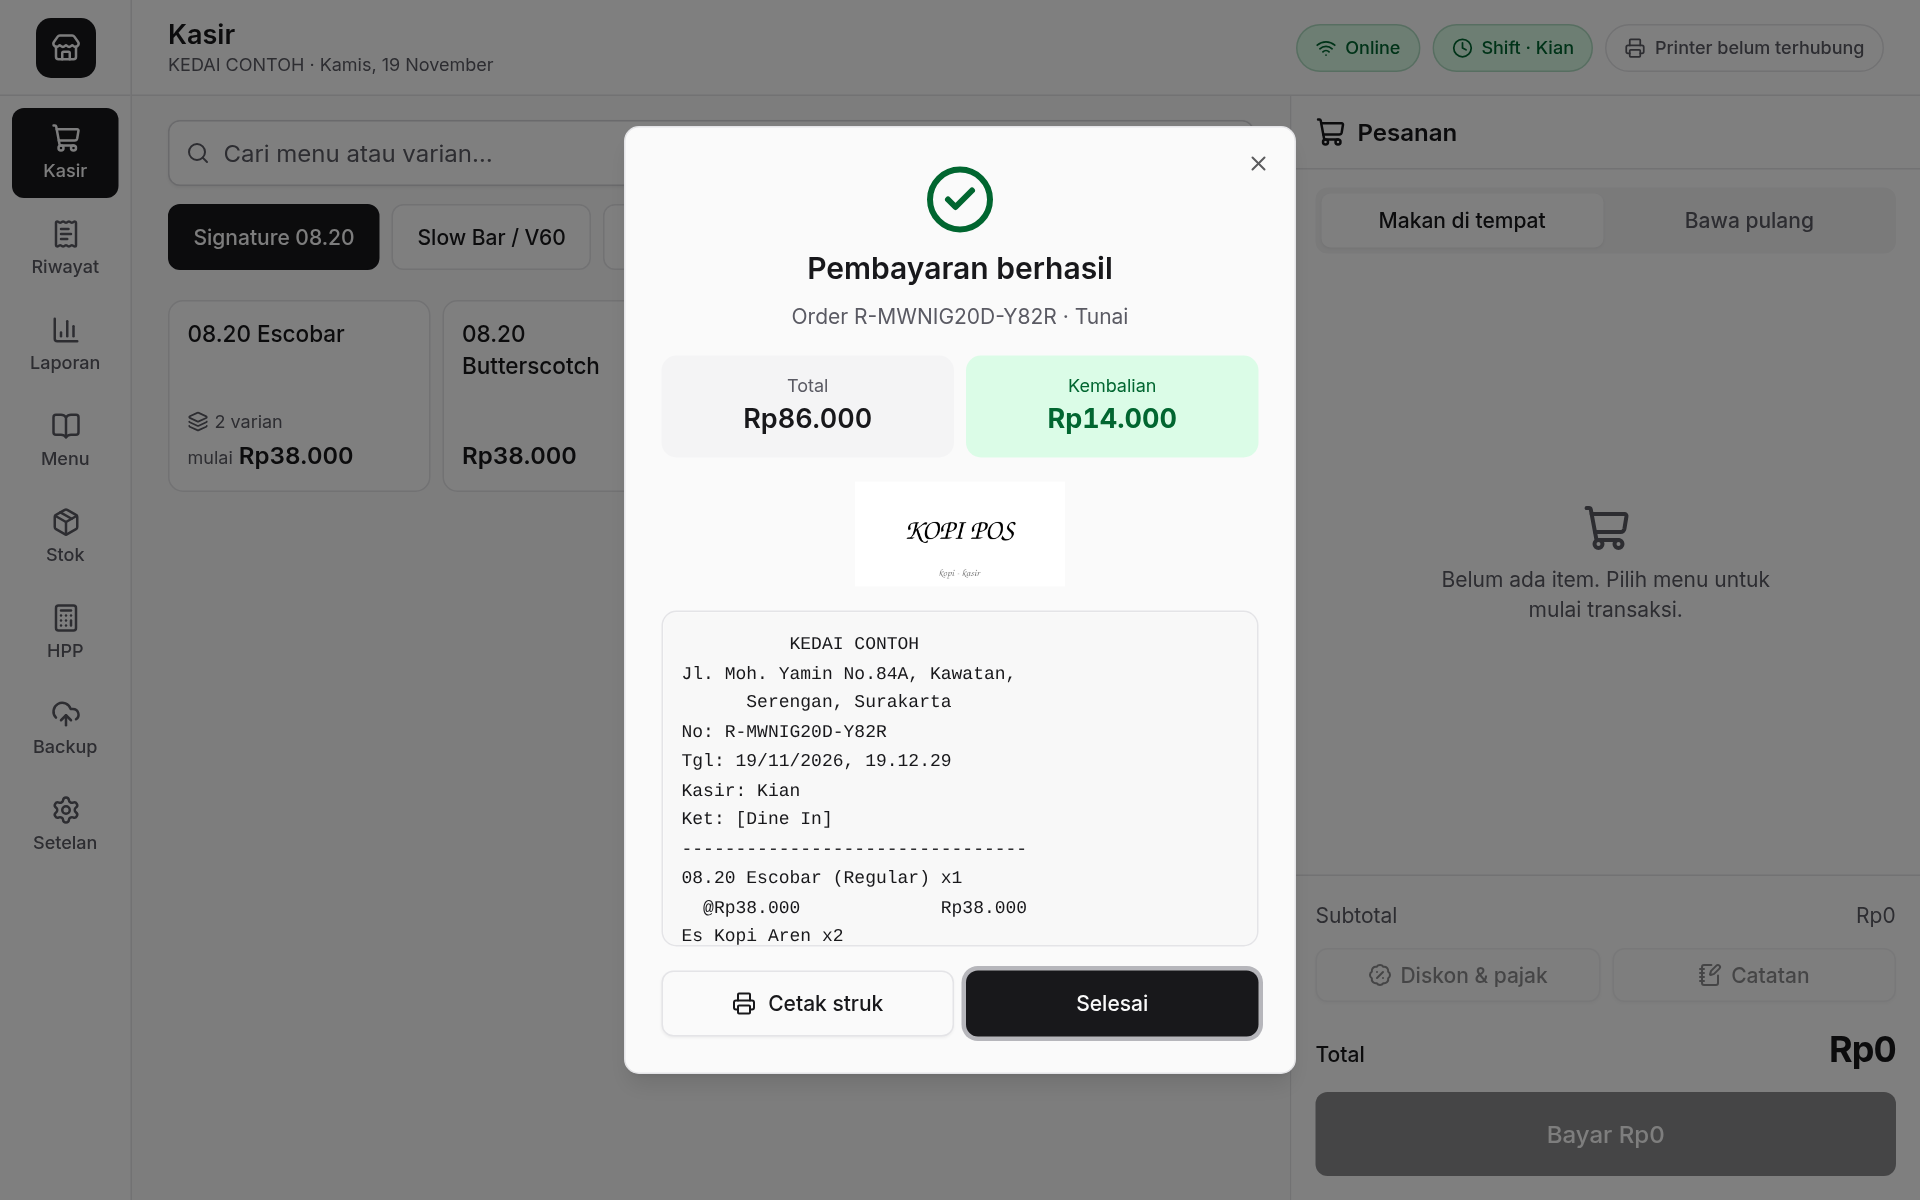 Kasir
KEDAI CONTOH · Kamis, 19 November
Online
Shift · Kian
Printer belum terhubung
Kasir
Riwayat
Laporan
Menu
Stok
HPP
Backup
Setelan
Cari menu atau varian...
Signature 08.20
Slow Bar / V60
08.20 Escobar
2 varian
mulai Rp38.000
08.20
Butterscotch
Rp38.000
Pembayaran berhasil
Order R-MWNIG20D-Y82R · Tunai
Total
Rp86.000
Kembalian
Rp14.000
KOPI POS
kopi - kasir
KEDAI CONTOH
Jl. Moh. Yamin No.84A, Kawatan,
Serengan, Surakarta
No: R-MWNIG20D-Y82R
Tgl: 19/11/2026, 19.12.29
Kasir: Kian
Ket: [Dine In]
--------------------------------
08.20 Escobar (Regular) x1
@Rp38.000 Rp38.000
Es Kopi Aren x2
Cetak struk
Selesai
Pesanan
Makan di tempat
Bawa pulang
Belum ada item. Pilih menu untuk
mulai transaksi.
Subtotal
Rp0
Diskon & pajak
Catatan
Total
Rp0
Bayar Rp0